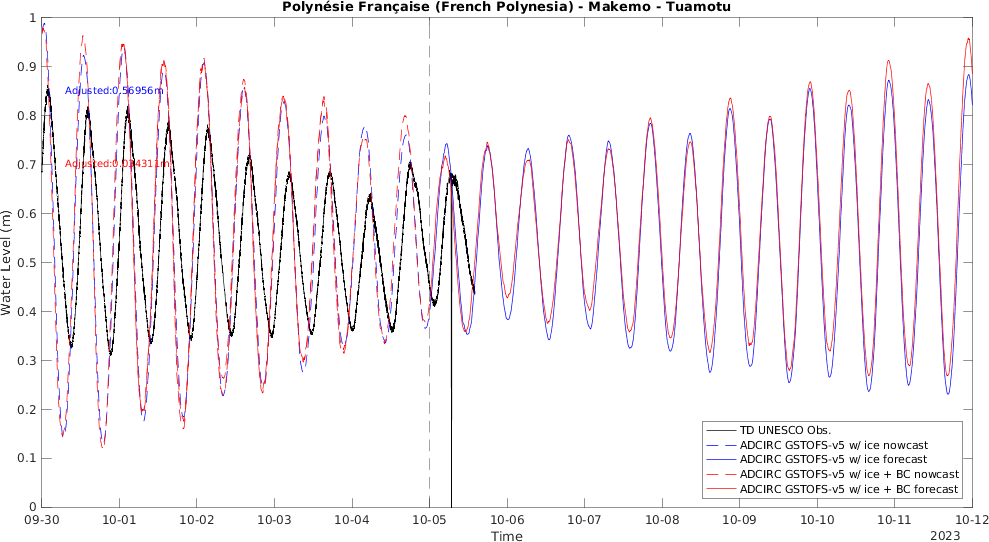 Polynésie Française (French Polynesia) - Makemo - Tuamotu
1
0.9
0.8
0.7
0.6
0.5
0.4
0.3
0.2
0.1
0
Water Level (m)
Adjusted:0.56956m
Adjusted:0.034311m
TD UNESCO Obs.
ADCIRC GSTOFS-v5 w/ ice nowcast
ADCIRC GSTOFS-v5 w/ ice forecast
ADCIRC GSTOFS-v5 w/ ice + BC nowcast
ADCIRC GSTOFS-v5 w/ ice + BC forecast
09-30 10-01 10-02 10-03 10-04 10-05 10-06 10-07 10-08 10-09 10-10 10-11 10-12
Time
2023